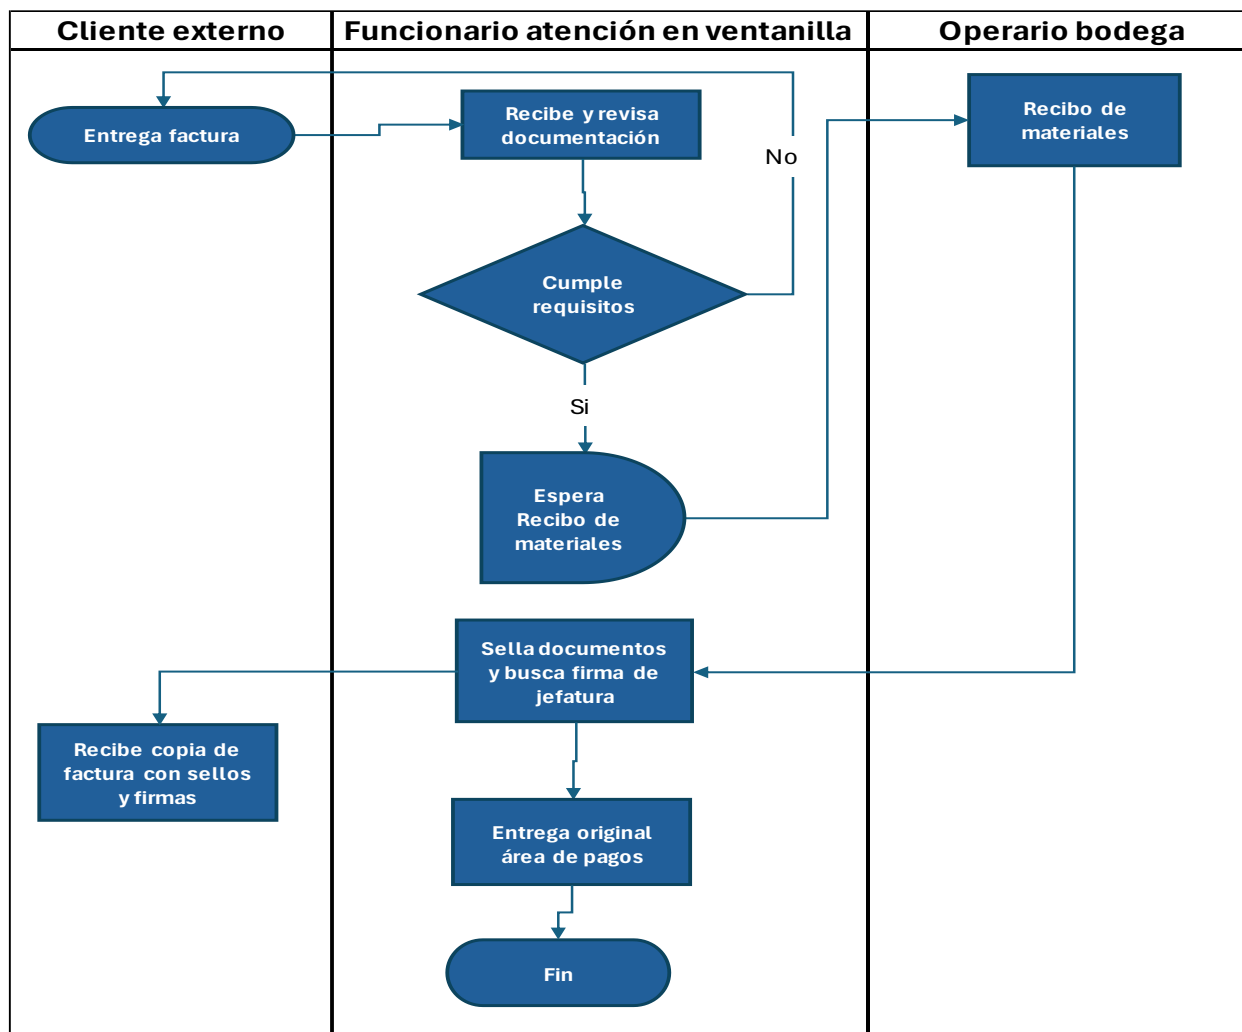 Cliente externo
Funcionario atención en ventanilla
Operario bodega
Entrega factura
Recibe y revisa
documentación
Recibo de
materiales
No
Cumple
requisitos
Si
Espera
Recibo de
materiales
Sella documentos
y busca firma de
jefatura
Recibe copia de
factura con sellos
y firmas
Entrega original
área de pagos
Fin